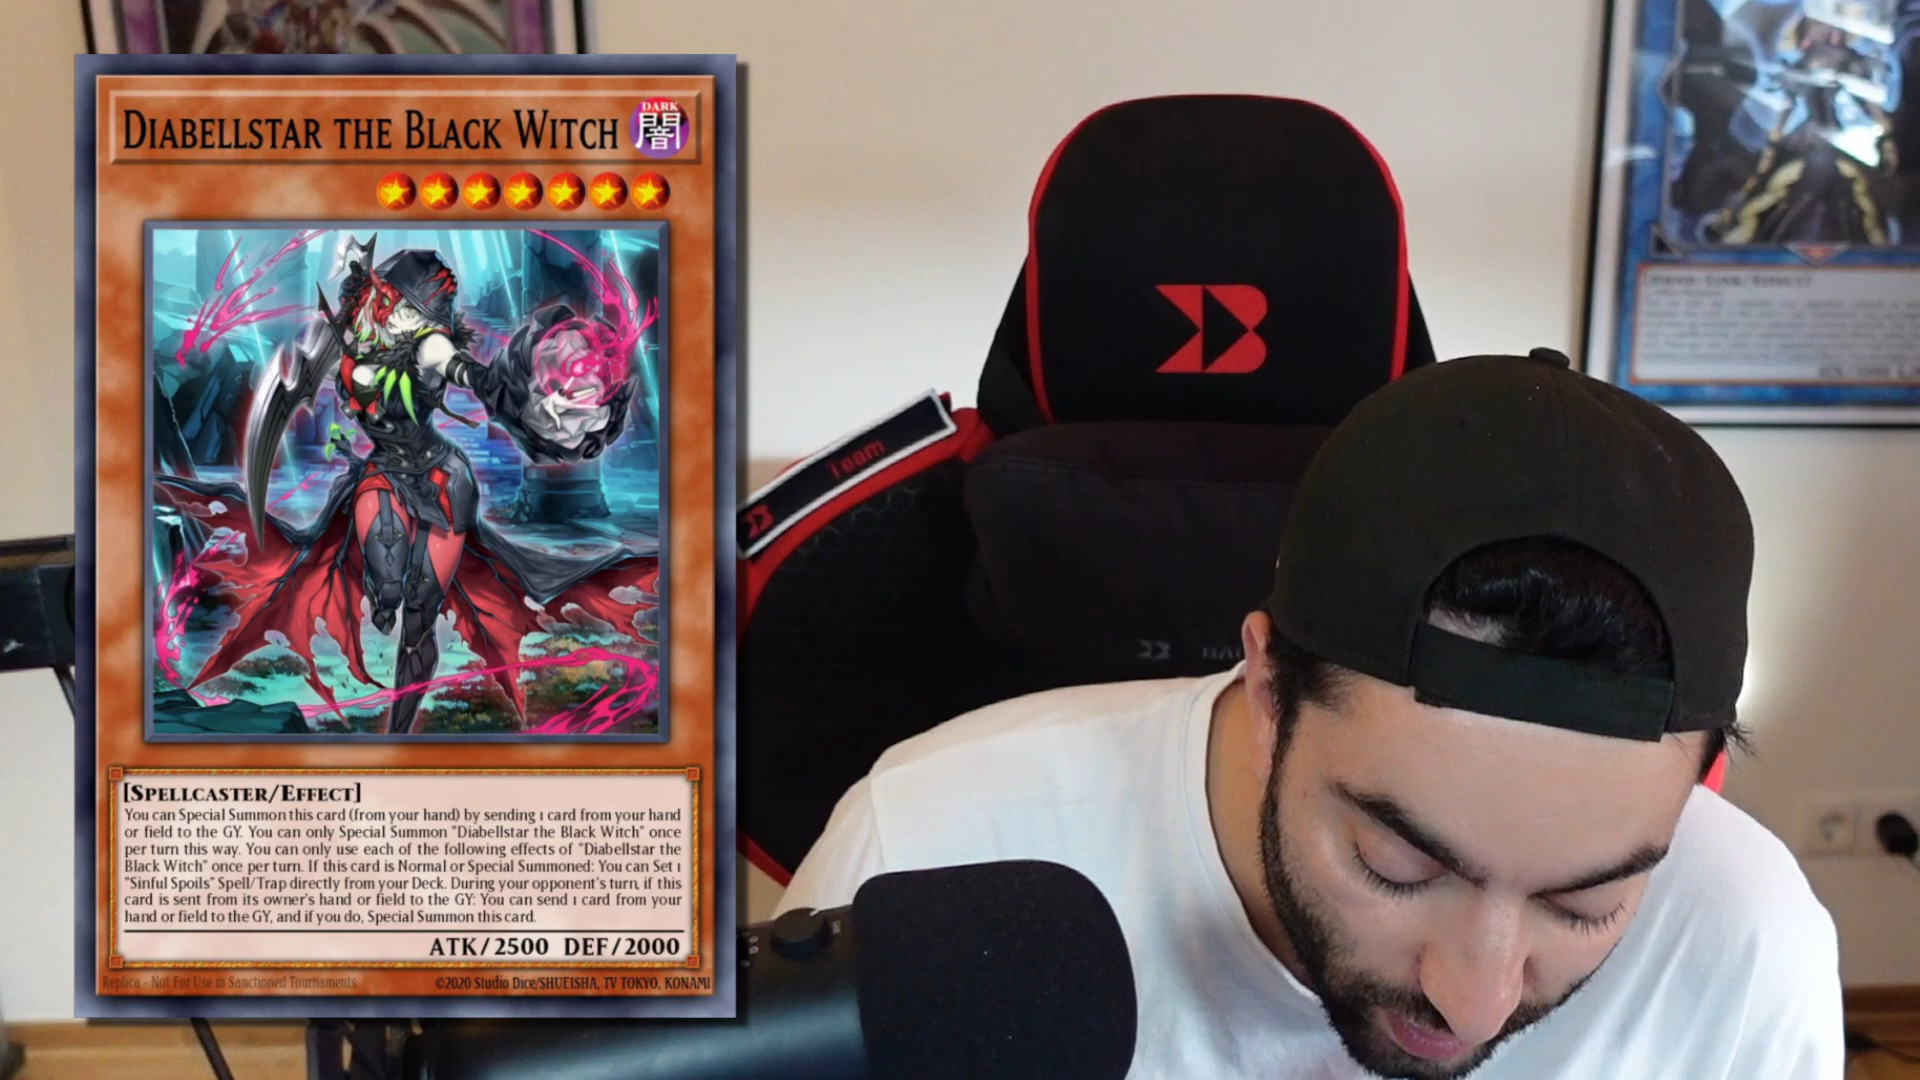 DIABELLSTAR THE BLACK WITCH
DARK
闇
[SPELLCASTER/EFFECT]
You can Special Summon this card (from your hand) by sending 1 card from your hand
or field to the GY. You can only Special Summon "Diabellstar the Black Witch" once
per turn this way. You can only use each of the following effects of "Diabellstar the
Black Witch" once per turn. If this card is Normal or Special Summoned: You can Set 1
"Sinful Spoils" Spell/Trap directly from your Deck. During your opponent's turn, if this
card is sent from its owner's hand or field to the GY: You can send 1 card from your
hand or field to the GY, and if you do, Special Summon this card.
ATK/2500 DEF/2000
Replica - Not For Use in Sanctioned Tournaments
©2020 Studio Dice/SHUEISHA, TV TOKYO, KONAMI
Team